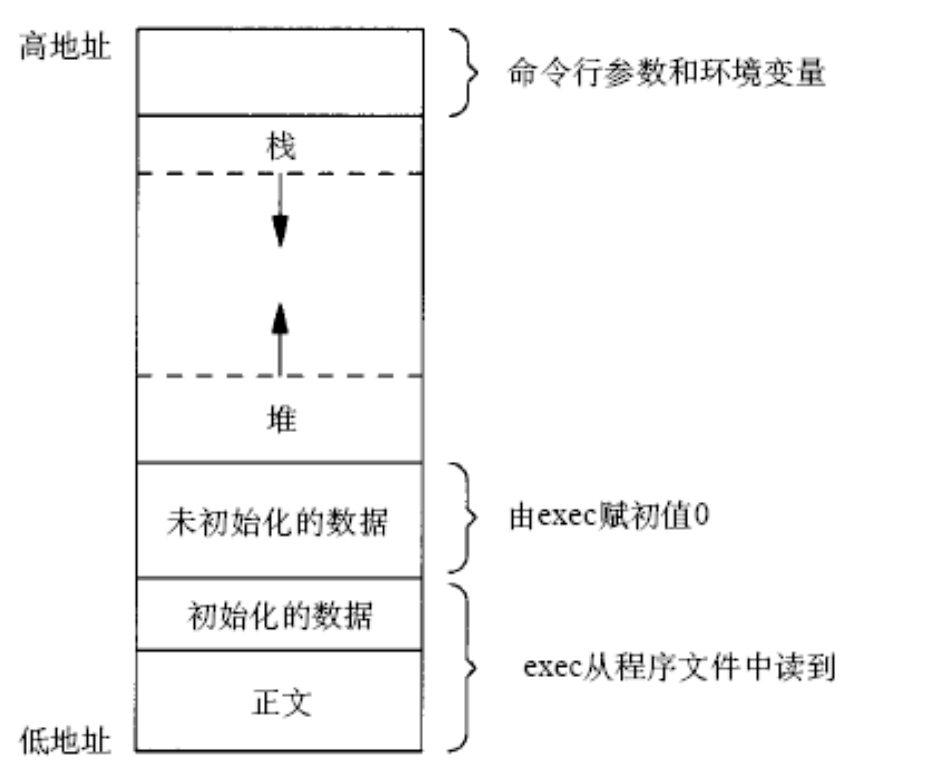 高地址
命令行参数和环境变量
栈
堆
未初始化的数据
由exec赋初值0
初始化的数据
exec从程序文件中读到
正文
低地址